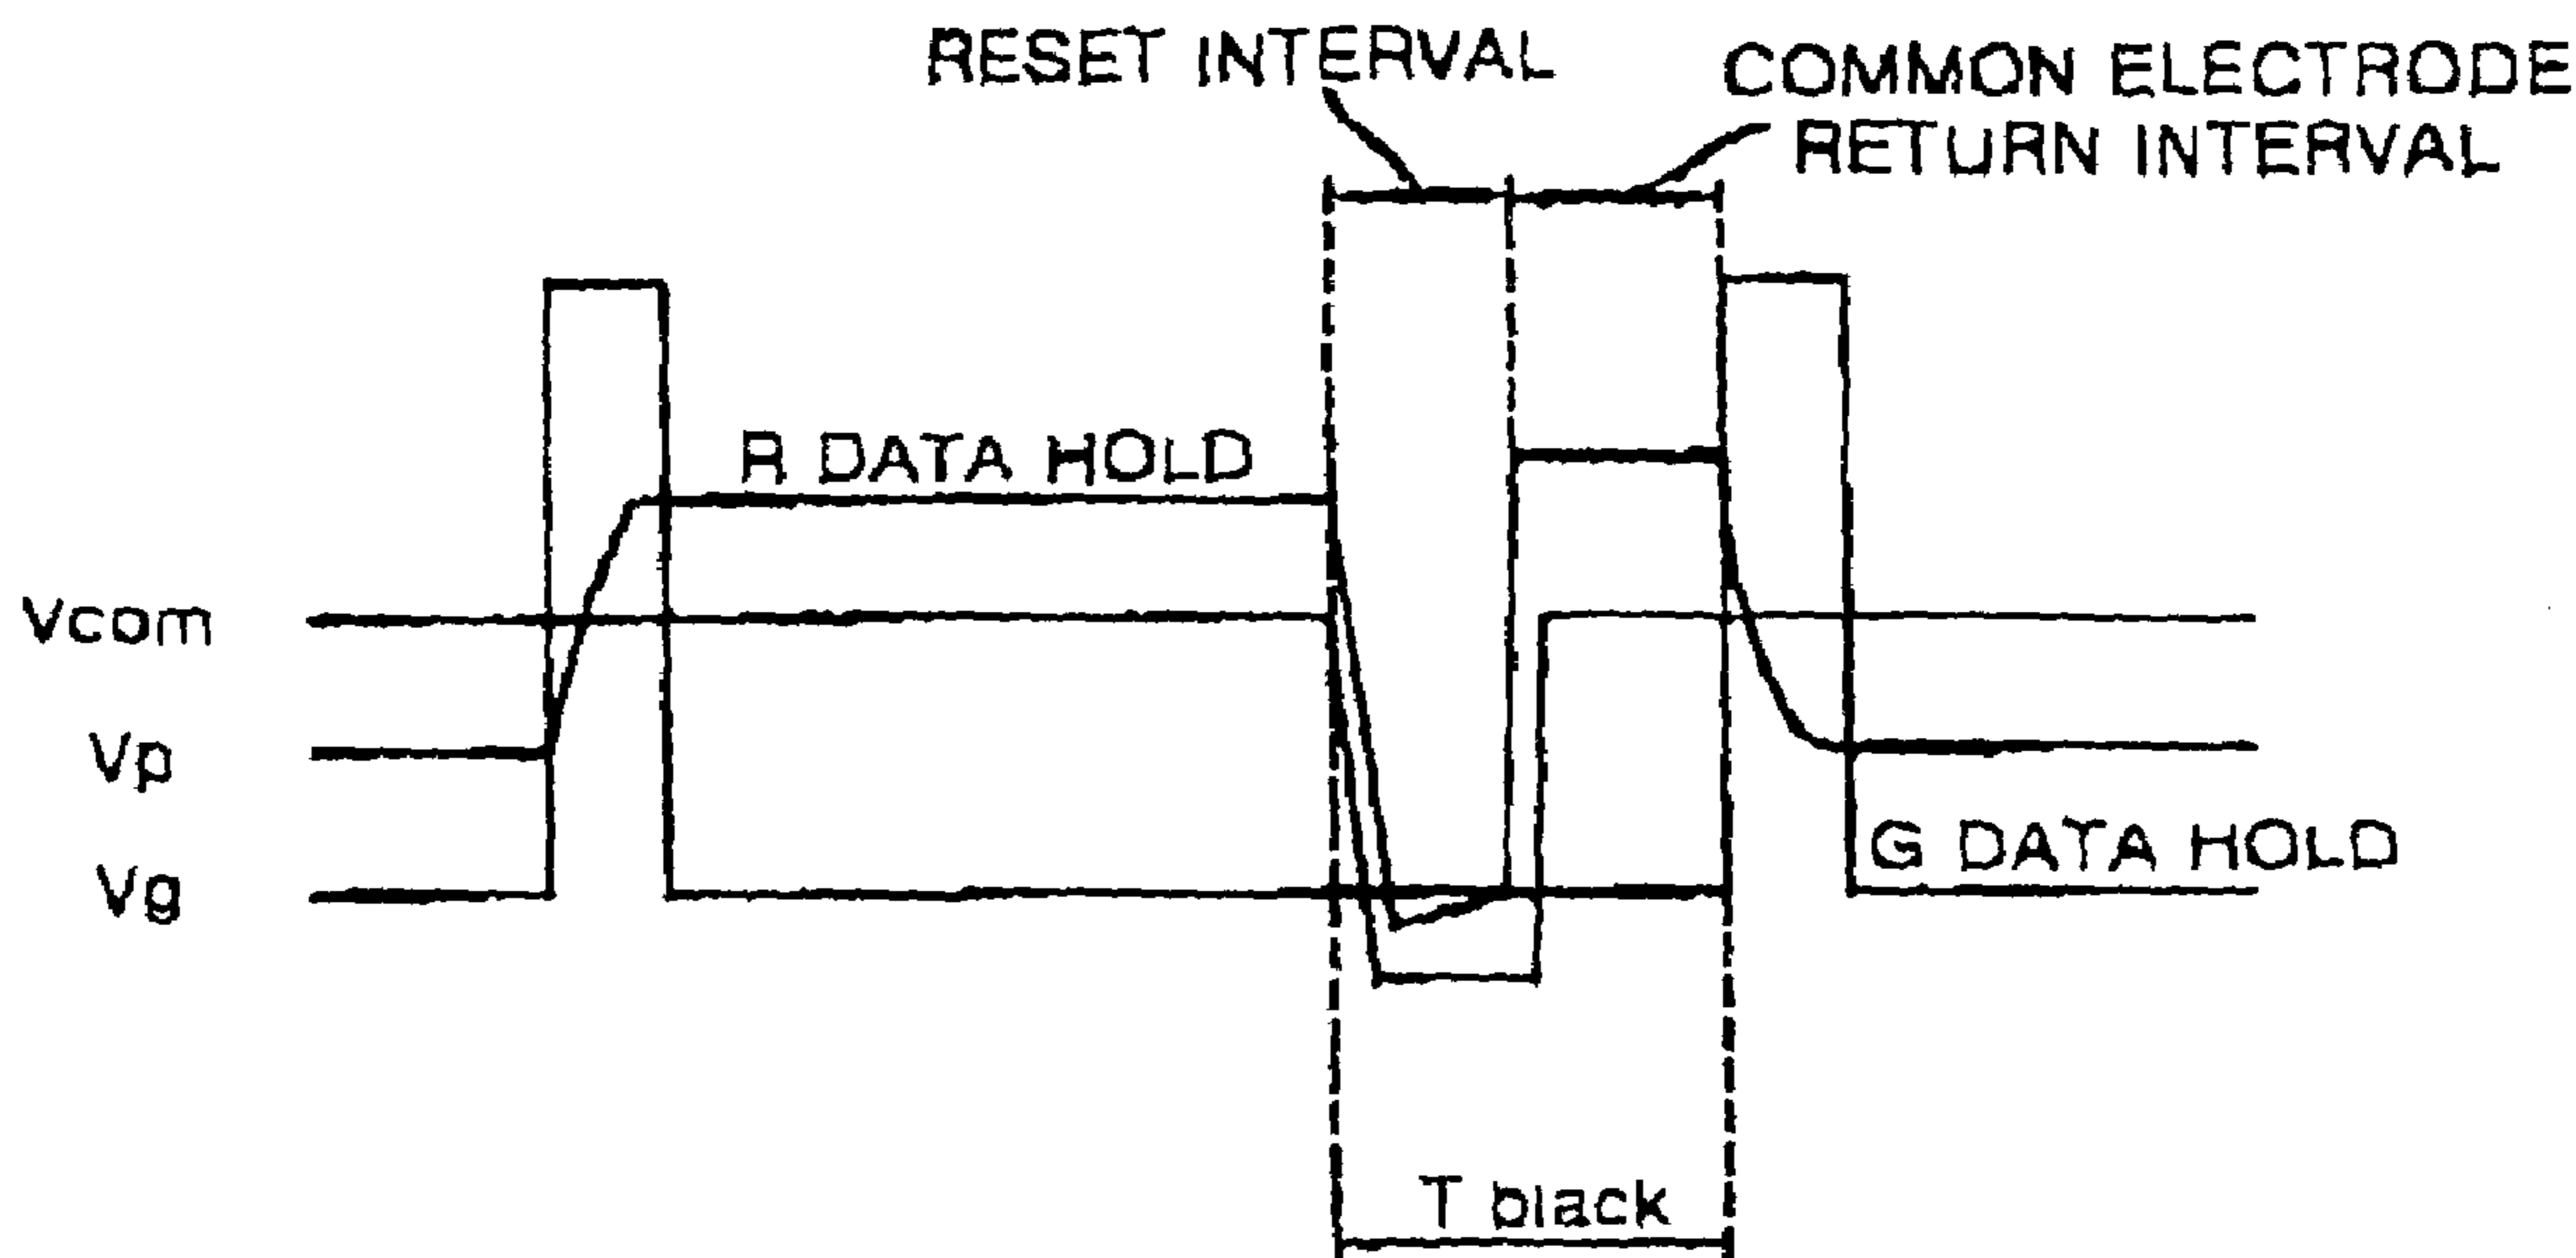 RESET INTERVAL
COMMON ELECTRODE
RETURN INTERVAL
R DATA HOLD
Vcom
Vp
Vg
G DATA HOLD
T black